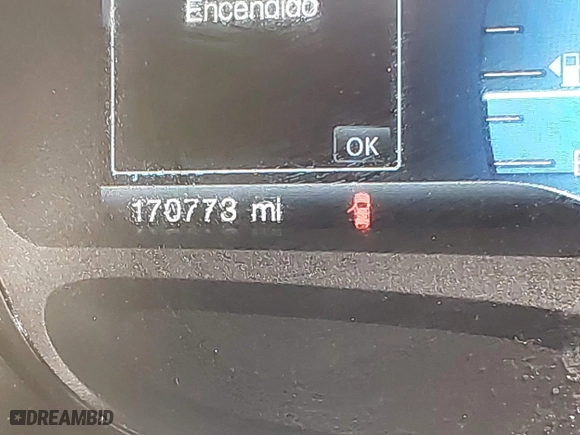 Encendido
OK
E
170773 mi
DREAMBID